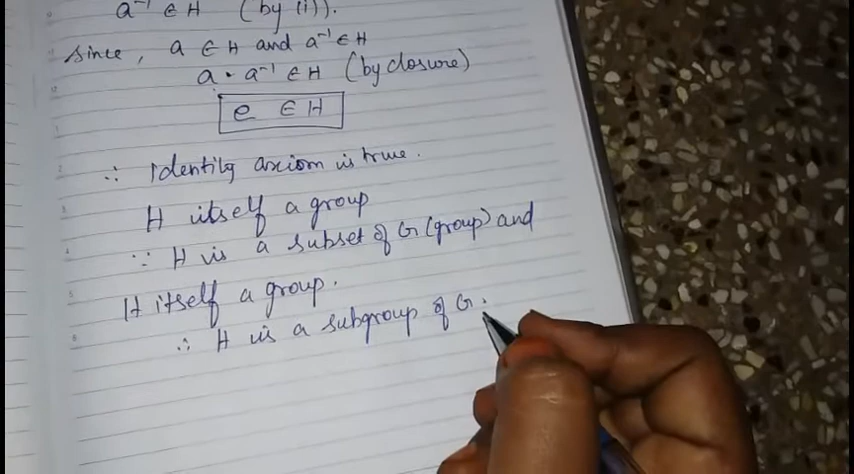 a⁻¹ ∈ H (by (i)).
since, a ∈ H and a⁻¹ ∈ H
a · a⁻¹ ∈ H (by closure)
e ∈ H
∴ Identity axiom is true.
H itself a group
∵ H is a subset of G (group) and
H itself a group.
∴ H is a subgroup of G.